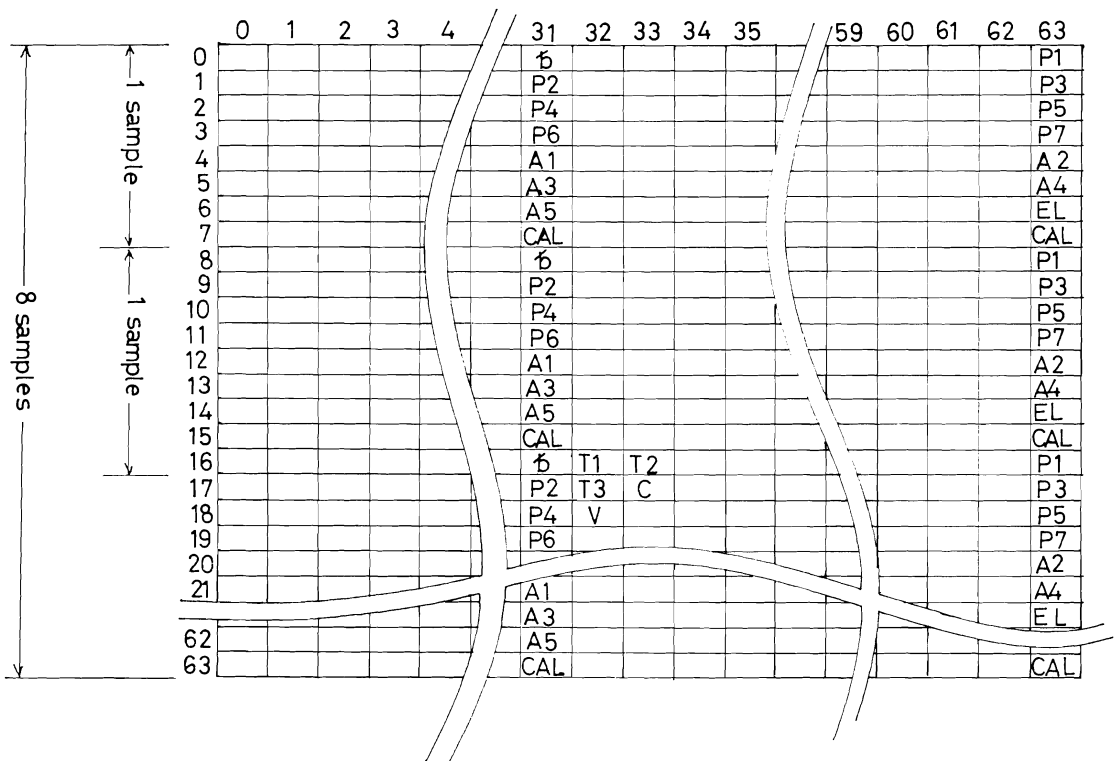 0 1 2 3 4 31 32 33 34 35 59 60 61 62 63
0 ъ P1
1 P2 P3
2 P4 P5
3 P6 P7
4 A1 A2
5 A3 A4
6 A5 EL
7 CAL CAL
8 ъ P1
9 P2 P3
10 P4 P5
11 P6 P7
12 A1 A2
13 A3 A4
14 A5 EL
15 CAL CAL
16 ъ T1 T2 P1
17 P2 T3 C P3
18 P4 V P5
19 P6 P7
20 A2
21 A1 A4
A3 EL
62 A5
63 CAL CAL
1 sample
1 sample
8 samples